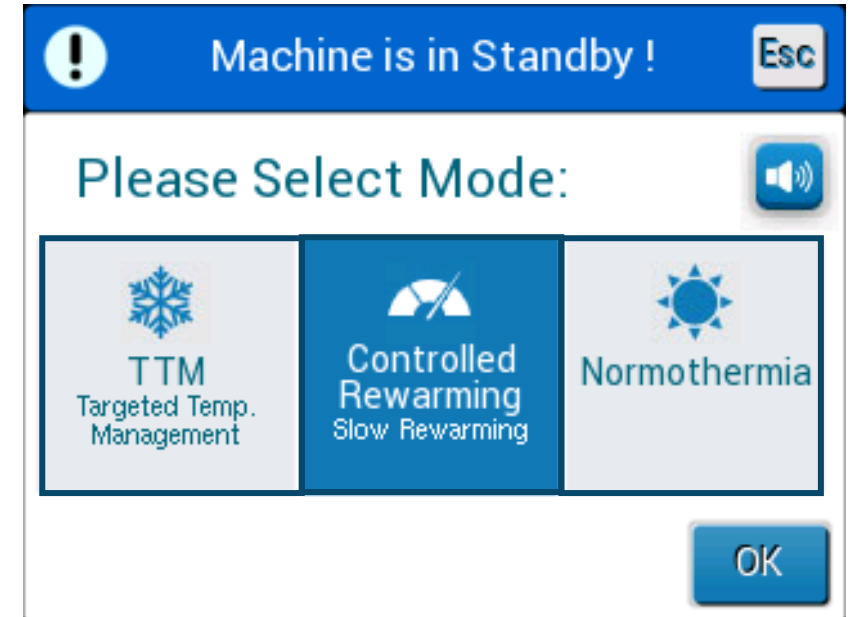 ! Machine is in Standby ! Esc
Please Select Mode:
TTM
Targeted Temp.
Management
Controlled
Rewarming
Slow Rewarming
Normothermia
OK